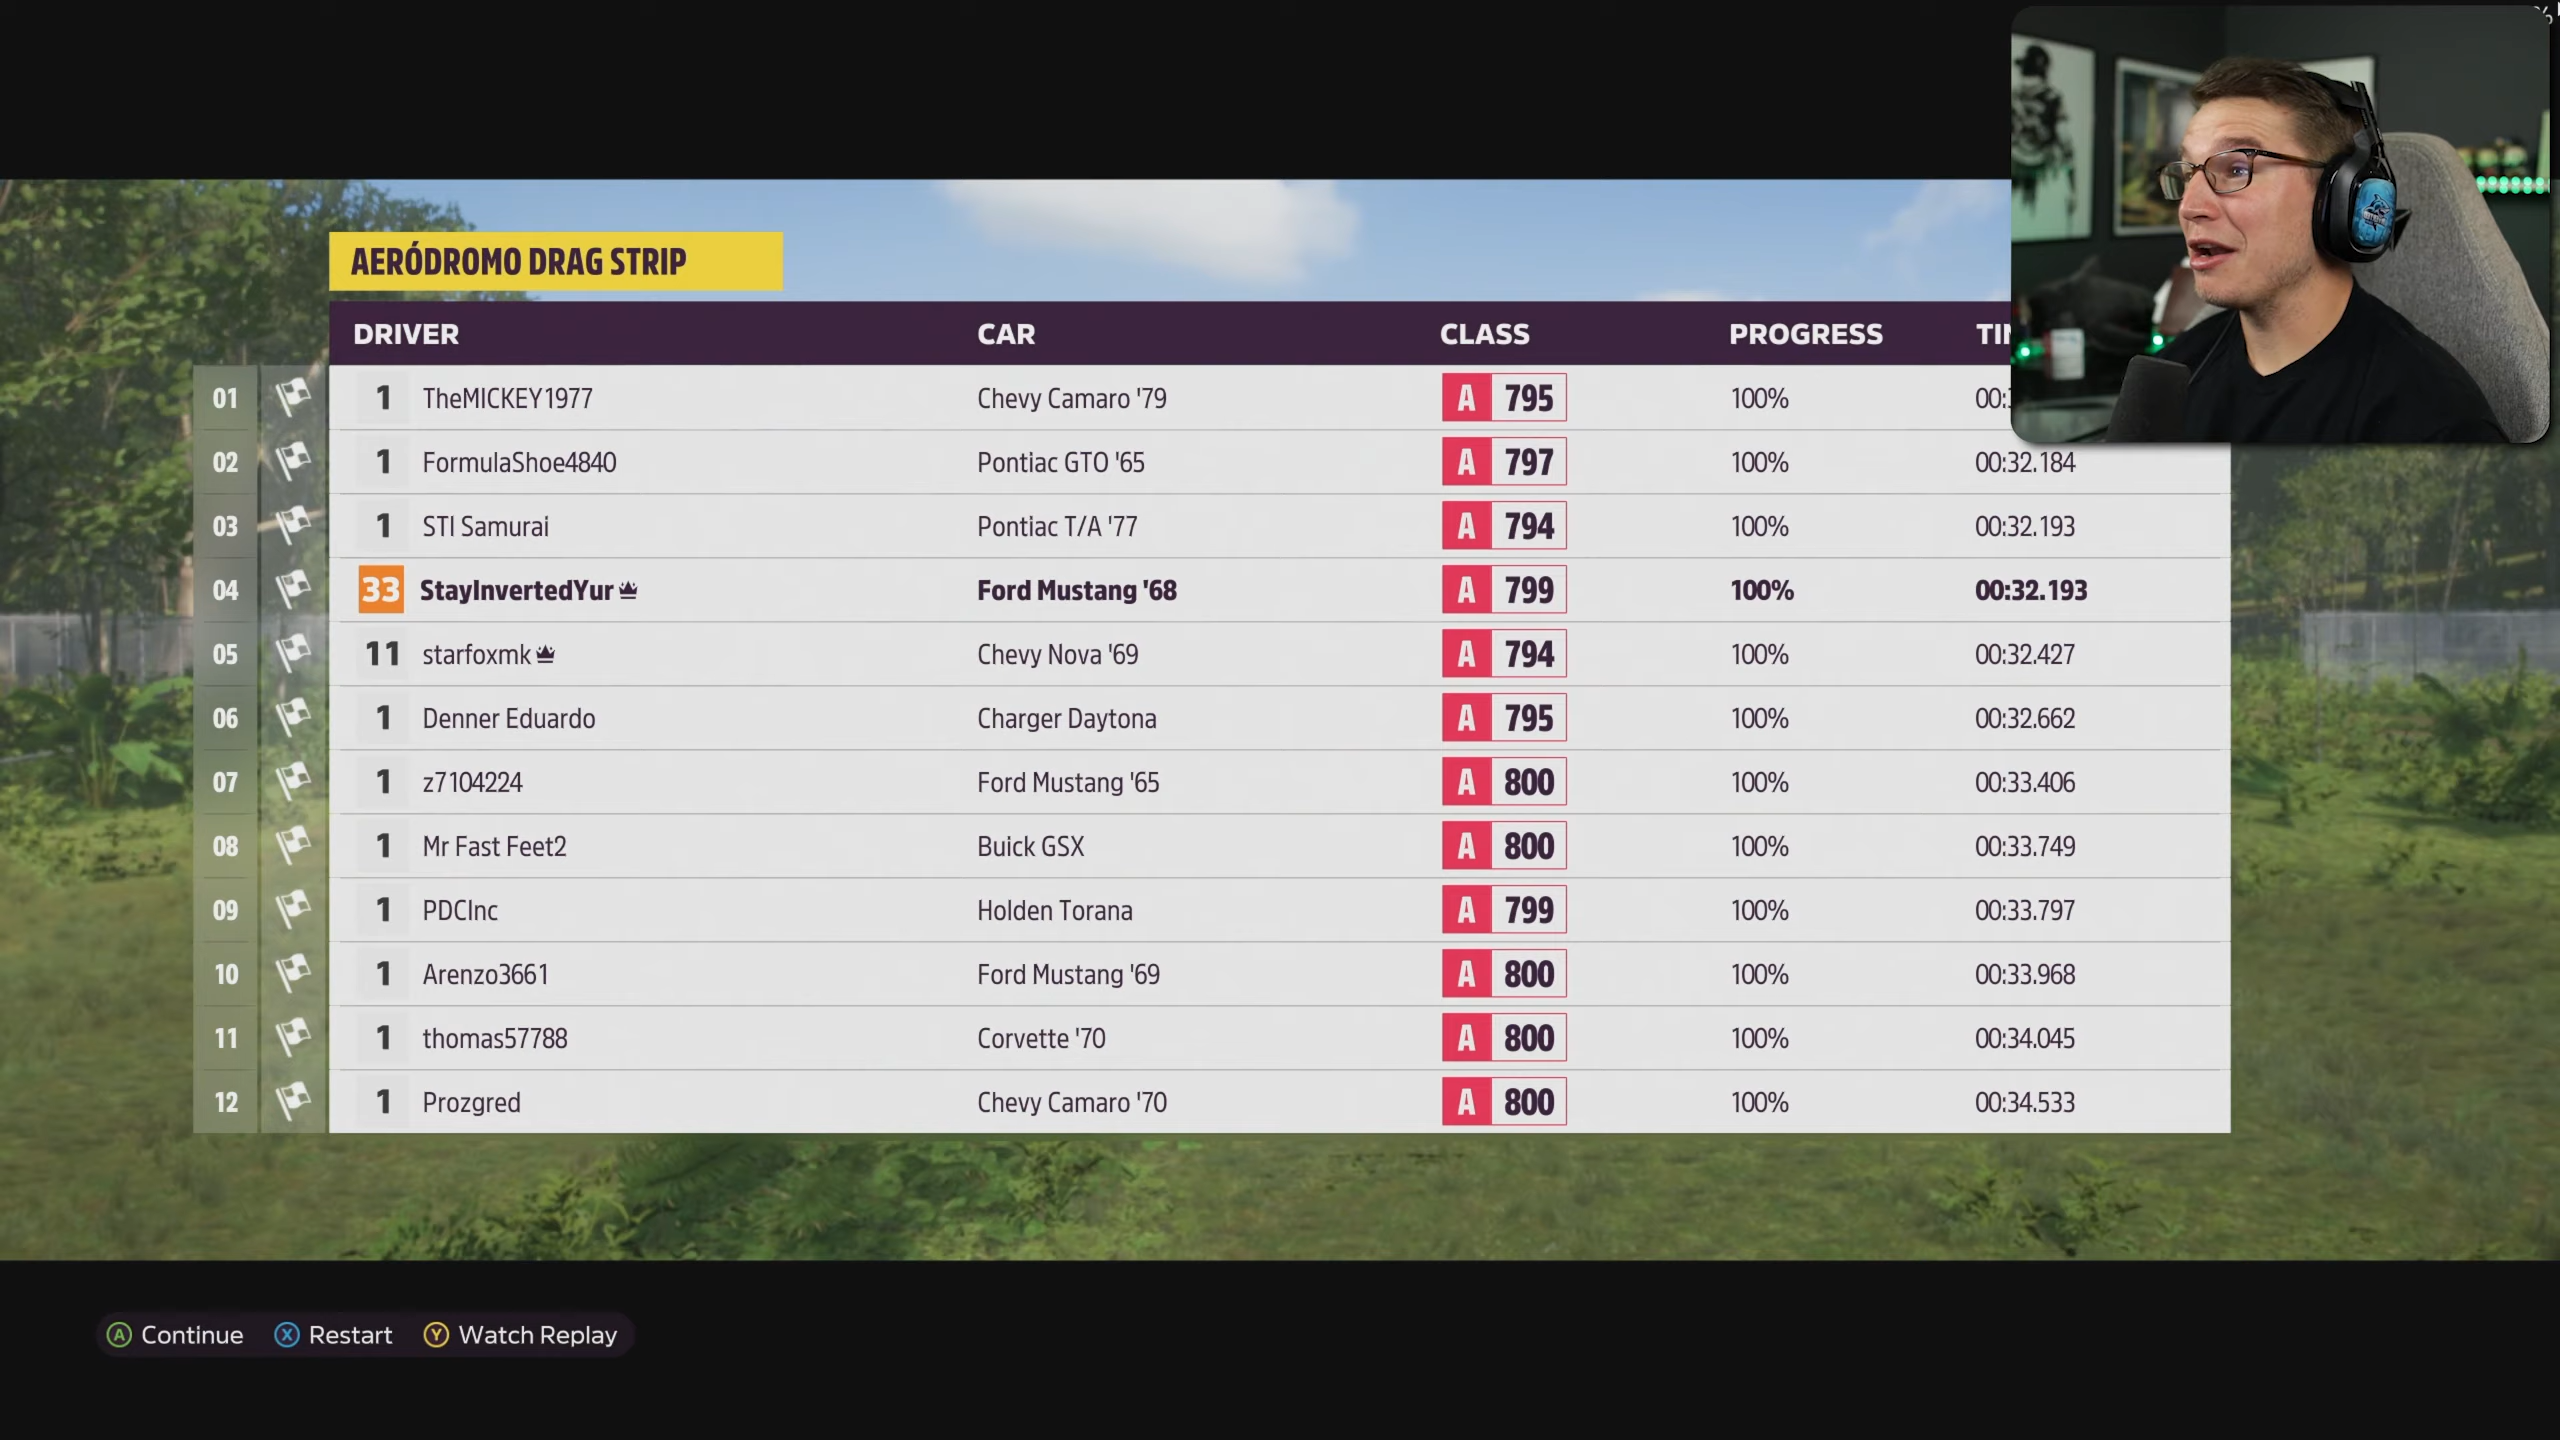 AERÓDROMO DRAG STRIP
DRIVER CAR CLASS PROGRESS
01 1 TheMICKEY1977 Chevy Camaro '79 A 795 100%
02 1 FormulaShoe4840 Pontiac GTO '65 A 797 100% 00:32.184
03 1 STI Samurai Pontiac T/A '77 A 794 100% 00:32.193
04 33 StayInvertedYur Ford Mustang '68 A 799 100% 00:32.193
05 11 starfoxmk Chevy Nova '69 A 794 100% 00:32.427
06 1 Denner Eduardo Charger Daytona A 795 100% 00:32.662
07 1 z7104224 Ford Mustang '65 A 800 100% 00:33.406
08 1 Mr Fast Feet2 Buick GSX A 800 100% 00:33.749
09 1 PDCInc Holden Torana A 799 100% 00:33.797
10 1 Arenzo3661 Ford Mustang '69 A 800 100% 00:33.968
11 1 thomas57788 Corvette '70 A 800 100% 00:34.045
12 1 Prozgred Chevy Camaro '70 A 800 100% 00:34.533
A Continue X Restart Y Watch Replay